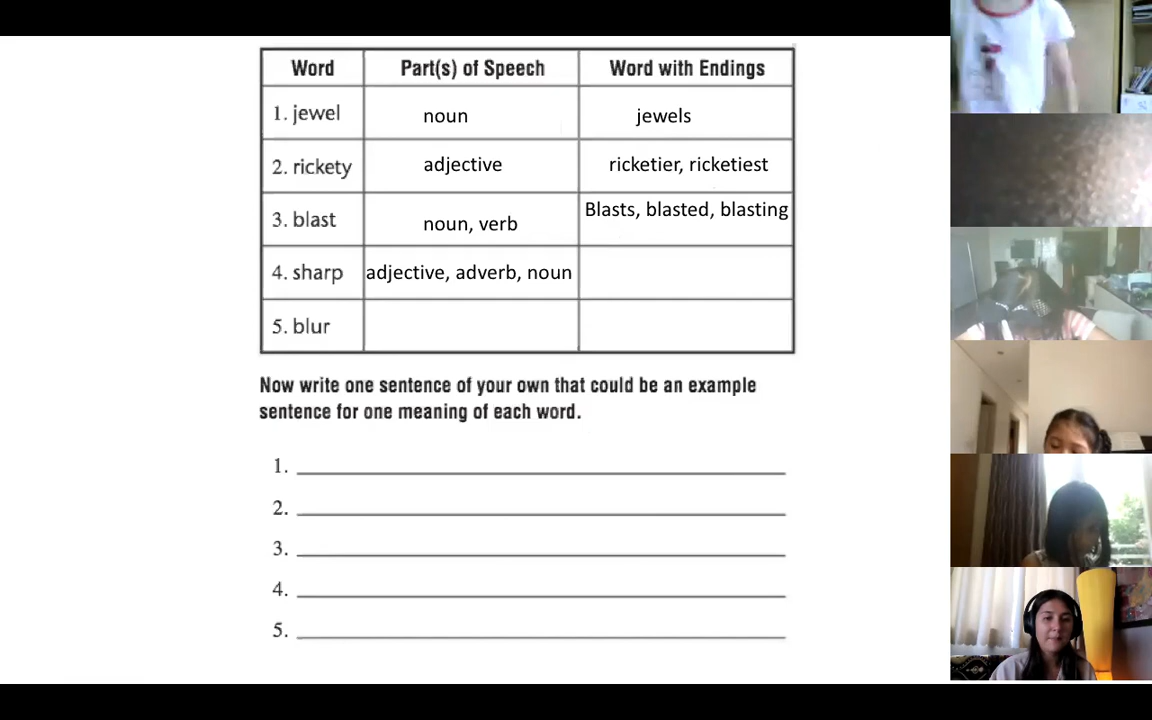 Word Part(s) of Speech Word with Endings
1. jewel noun jewels
2. rickety adjective ricketier, ricketiest
3. blast noun, verb Blasts, blasted, blasting
4. sharp adjective, adverb, noun
5. blur
Now write one sentence of your own that could be an example
sentence for one meaning of each word.
1.
2.
3.
4.
5.